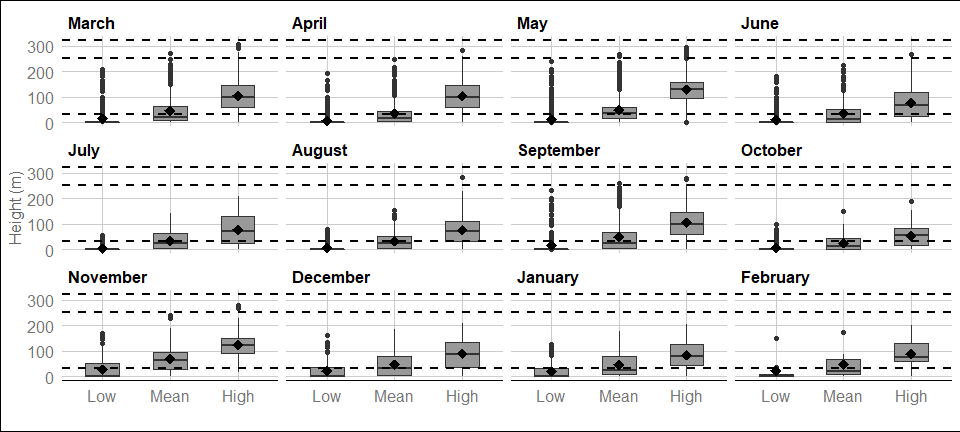 March April May June
300
200
100
0
July August September October
Height (m)
300
200
100
0
November December January February
300
200
100
0
Low Mean High Low Mean High Low Mean High Low Mean High